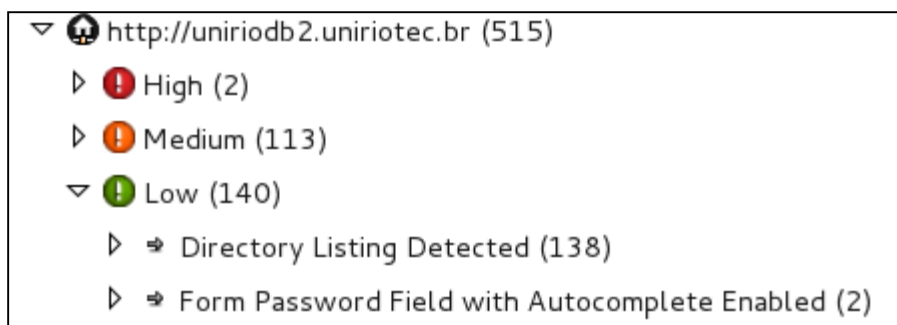 http://uniriodb2.uniriotec.br (515)
High (2)
Medium (113)
Low (140)
Directory Listing Detected (138)
Form Password Field with Autocomplete Enabled (2)